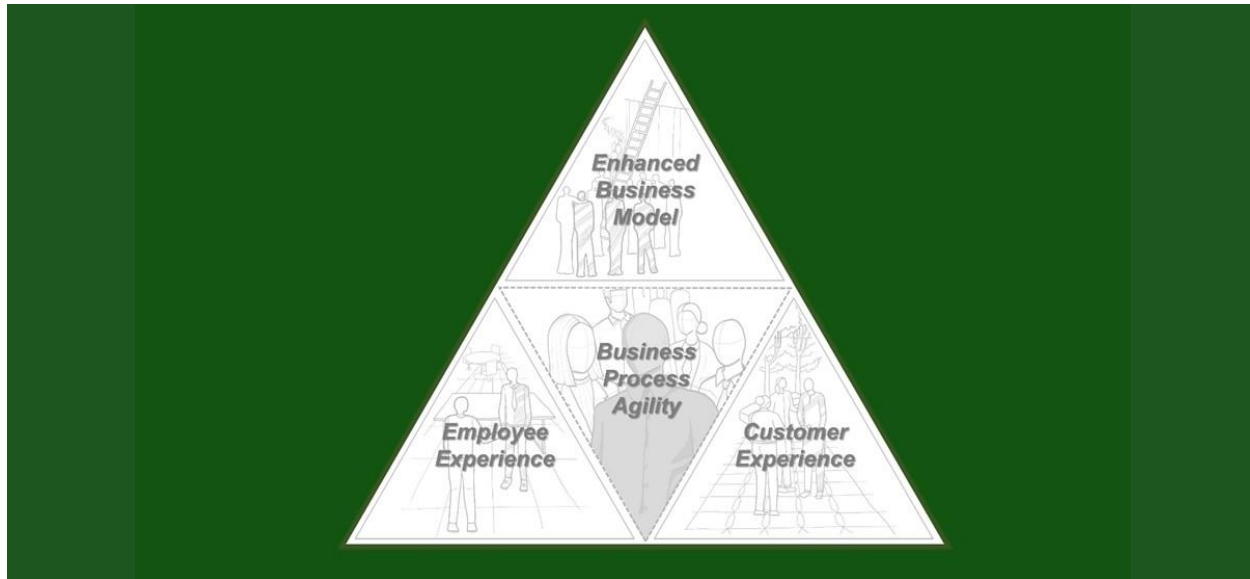 Enhanced
Business
Model
Business
Process
Agility
Employee
Experience
Customer
Experience